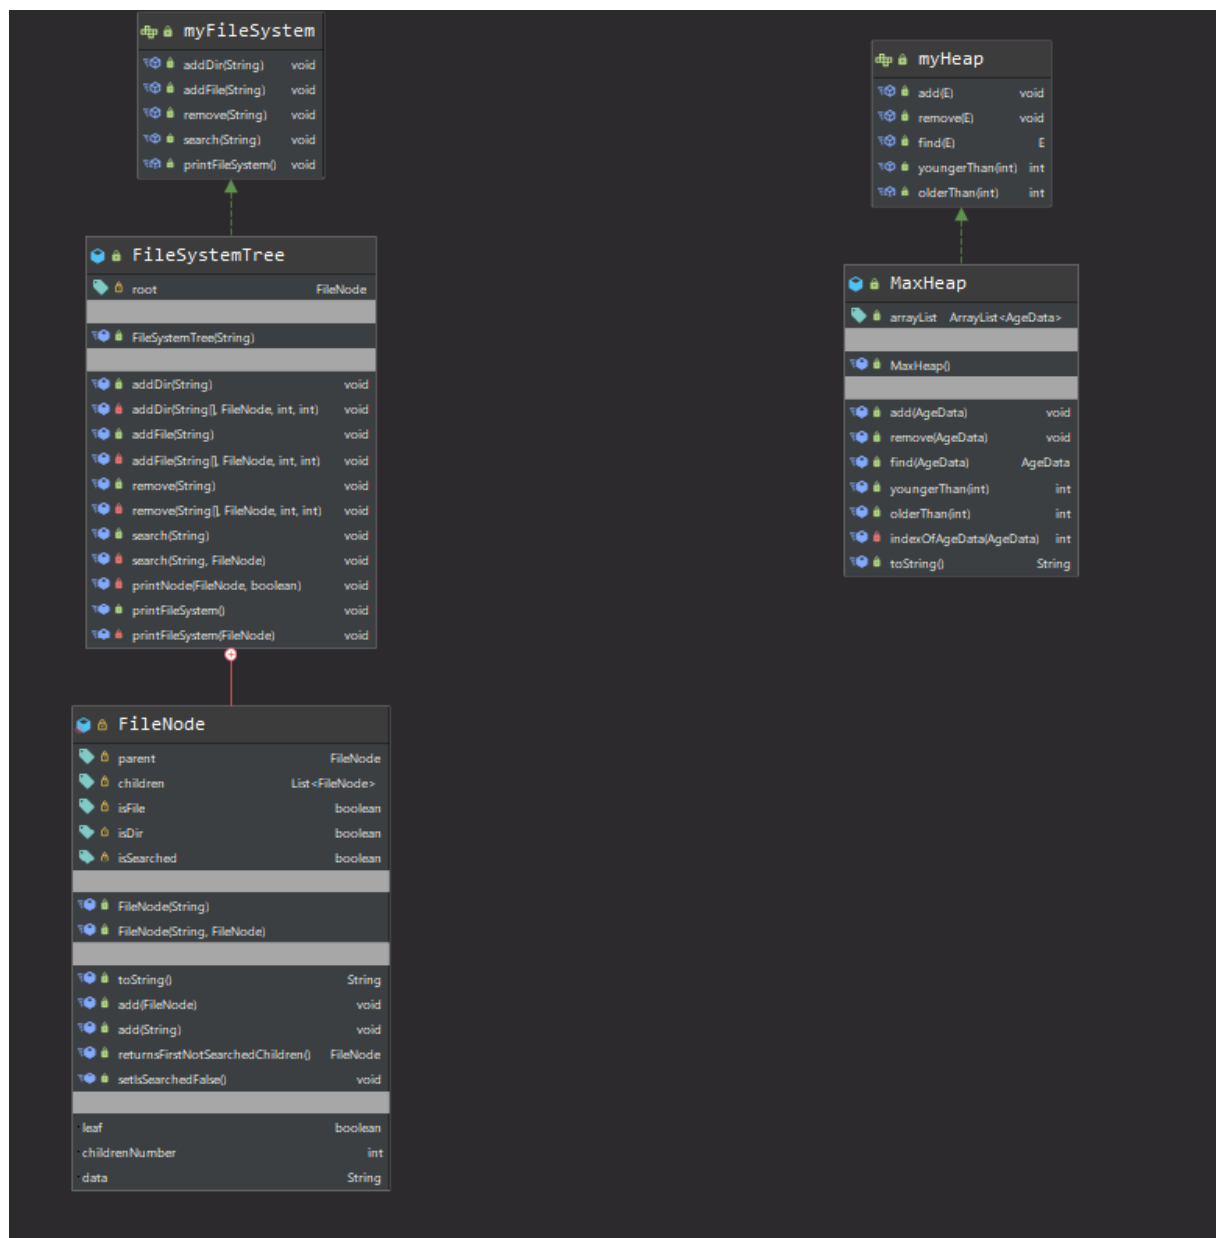 myFileSystem
addDir(String) void
addFile(String) void
remove(String) void
search(String) void
printFileSystem() void
FileSystemTree
root FileNode
FileSystemTree(String)
addDir(String) void
addDir(String[], FileNode, int, int) void
addFile(String) void
addFile(String[], FileNode, int, int) void
remove(String) void
remove(String[], FileNode, int, int) void
search(String) void
search(String, FileNode) void
printNode(FileNode, boolean) void
printFileSystem() void
printFileSystem(FileNode) void
FileNode
parent FileNode
children List<FileNode>
isFile boolean
isDir boolean
isSearched boolean
FileNode(String)
FileNode(String, FileNode)
toString() String
add(FileNode) void
add(String) void
returnsFirstNotSearchedChildren() FileNode
setIsSearchedFalse() void
leaf boolean
childrenNumber int
data String
myHeap
add(E) void
remove(E) void
find(E) E
youngerThan(int) int
olderThan(int) int
MaxHeap
arrayList ArrayList<AgeData>
MaxHeap()
add(AgeData) void
remove(AgeData) void
find(AgeData) AgeData
youngerThan(int) int
olderThan(int) int
indexOfAgeData(AgeData) int
toString() String